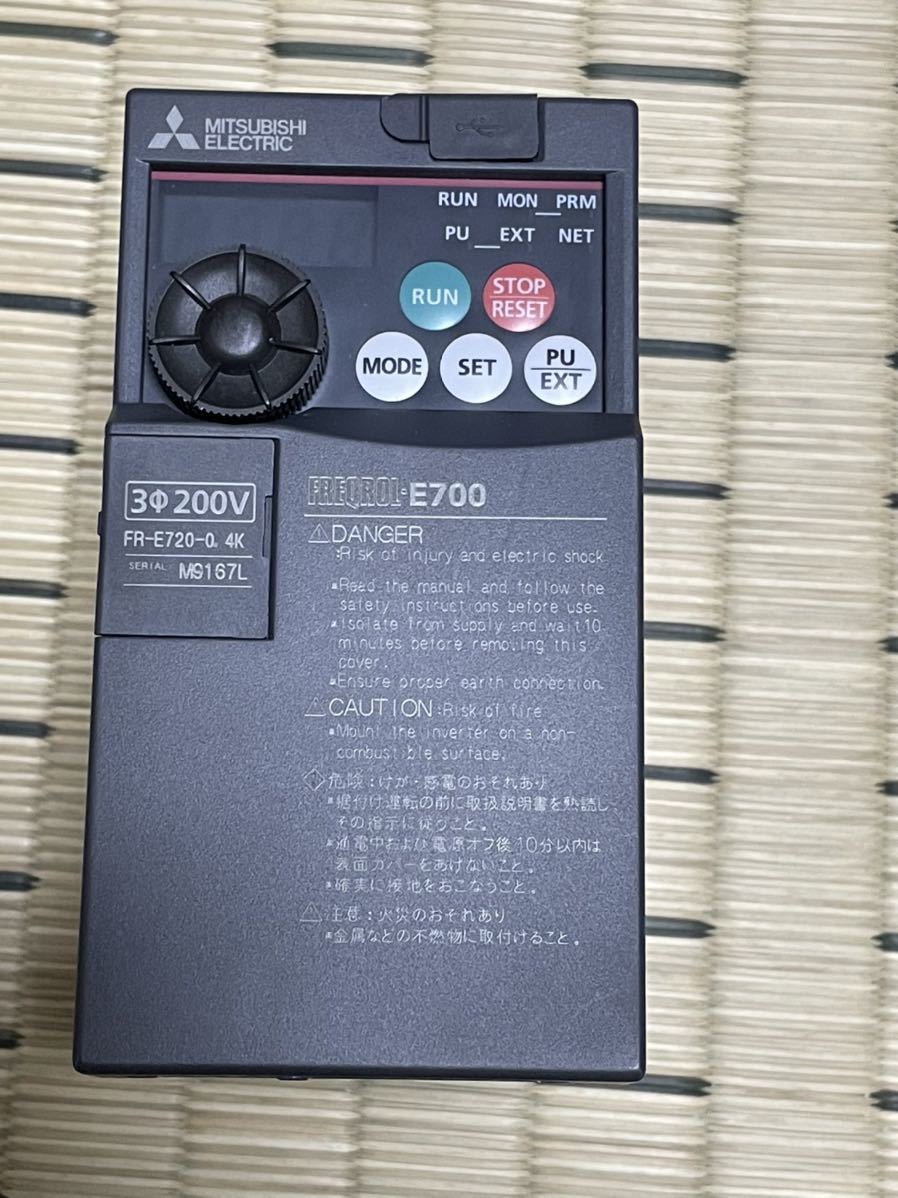 MITSUBISHI
ELECTRIC
RUN MON PRM
PU EXT NET
RUN
STOP
RESET
MODE
SET
PU
EXT
3Φ200V
FR-E720-0.4K
SERIAL M9167L
FREQROL-E700
⚠DANGER
:Risk of injury and electric shock
▪Read the manual and follow the
safety instructions before use.
▪Isolate from supply and wait10
minutes before removing this
cover.
▪Ensure proper earth connection.
⚠CAUTION:Risk of fire
▪Mount the inverter on a non-
combustible surface.
危険：けが・感電のおそれあり
▪据付け運転の前に取扱説明書を熟読し
その指示に従うこと。
▪通電中および電源オフ後10分以内は
表面カバーをあけないこと。
▪確実に接地をおこなうこと。
⚠注意：火災のおそれあり
▪金属などの不燃物に取付けること。